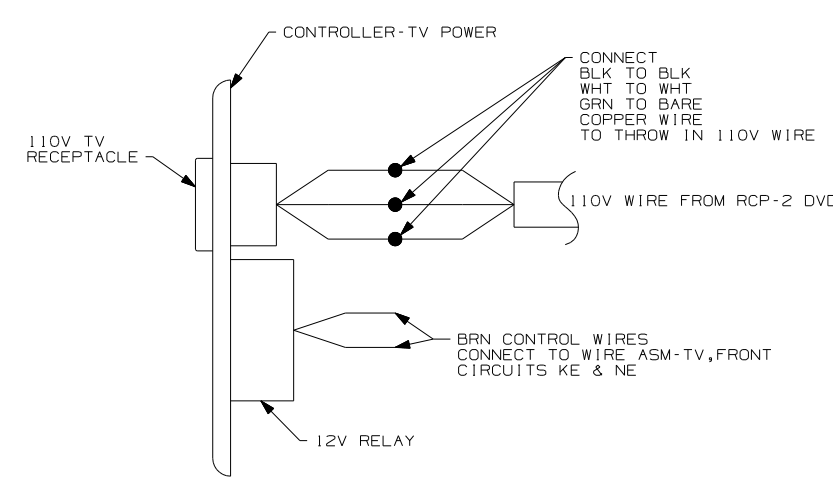 CONTROLLER-TV POWER
CONNECT
BLK TO BLK
WHT TO WHT
GRN TO BARE
COPPER WIRE
TO THROW IN 110V WIRE
110V TV
RECEPTACLE
110V WIRE FROM RCP-2 DVD
BRN CONTROL WIRES
CONNECT TO WIRE ASM-TV,FRONT
CIRCUITS KE & NE
12V RELAY